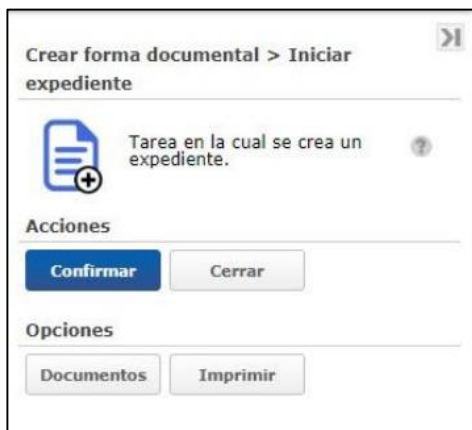 Crear forma documental > Iniciar
expediente
Tarea en la cual se crea un
expediente.
?
Acciones
Confirmar
Cerrar
Opciones
Documentos
Imprimir